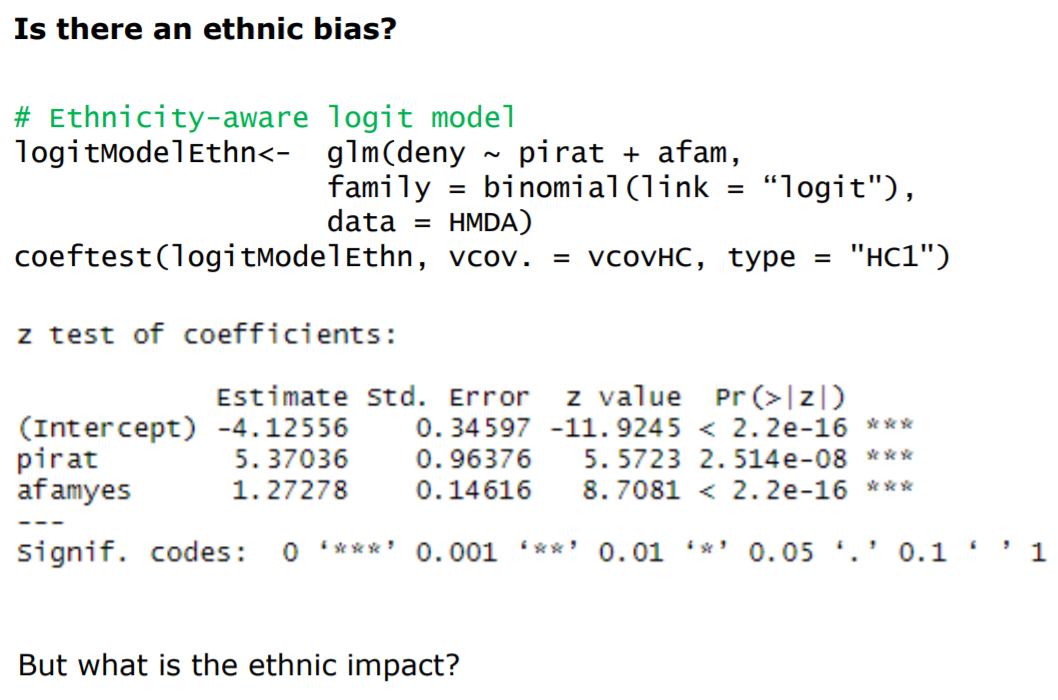 Is there an ethnic bias?
# Ethnicity-aware logit model
logitModelEthn<- glm(deny ~ pirat + afam,
family = binomial(link = “logit"),
data = HMDA)
coeftest(logitModelEthn, vcov. = vcovHC, type = "HC1")
z test of coefficients:
Estimate Std. Error z value Pr(>|z|)
(Intercept) -4.12556 0.34597 -11.9245 < 2.2e-16 ***
pirat 5.37036 0.96376 5.5723 2.514e-08 ***
afamyes 1.27278 0.14616 8.7081 < 2.2e-16 ***
---
Signif. codes: 0 ‘***’ 0.001 ‘**’ 0.01 ‘*’ 0.05 ‘.’ 0.1 ‘ ’ 1
But what is the ethnic impact?